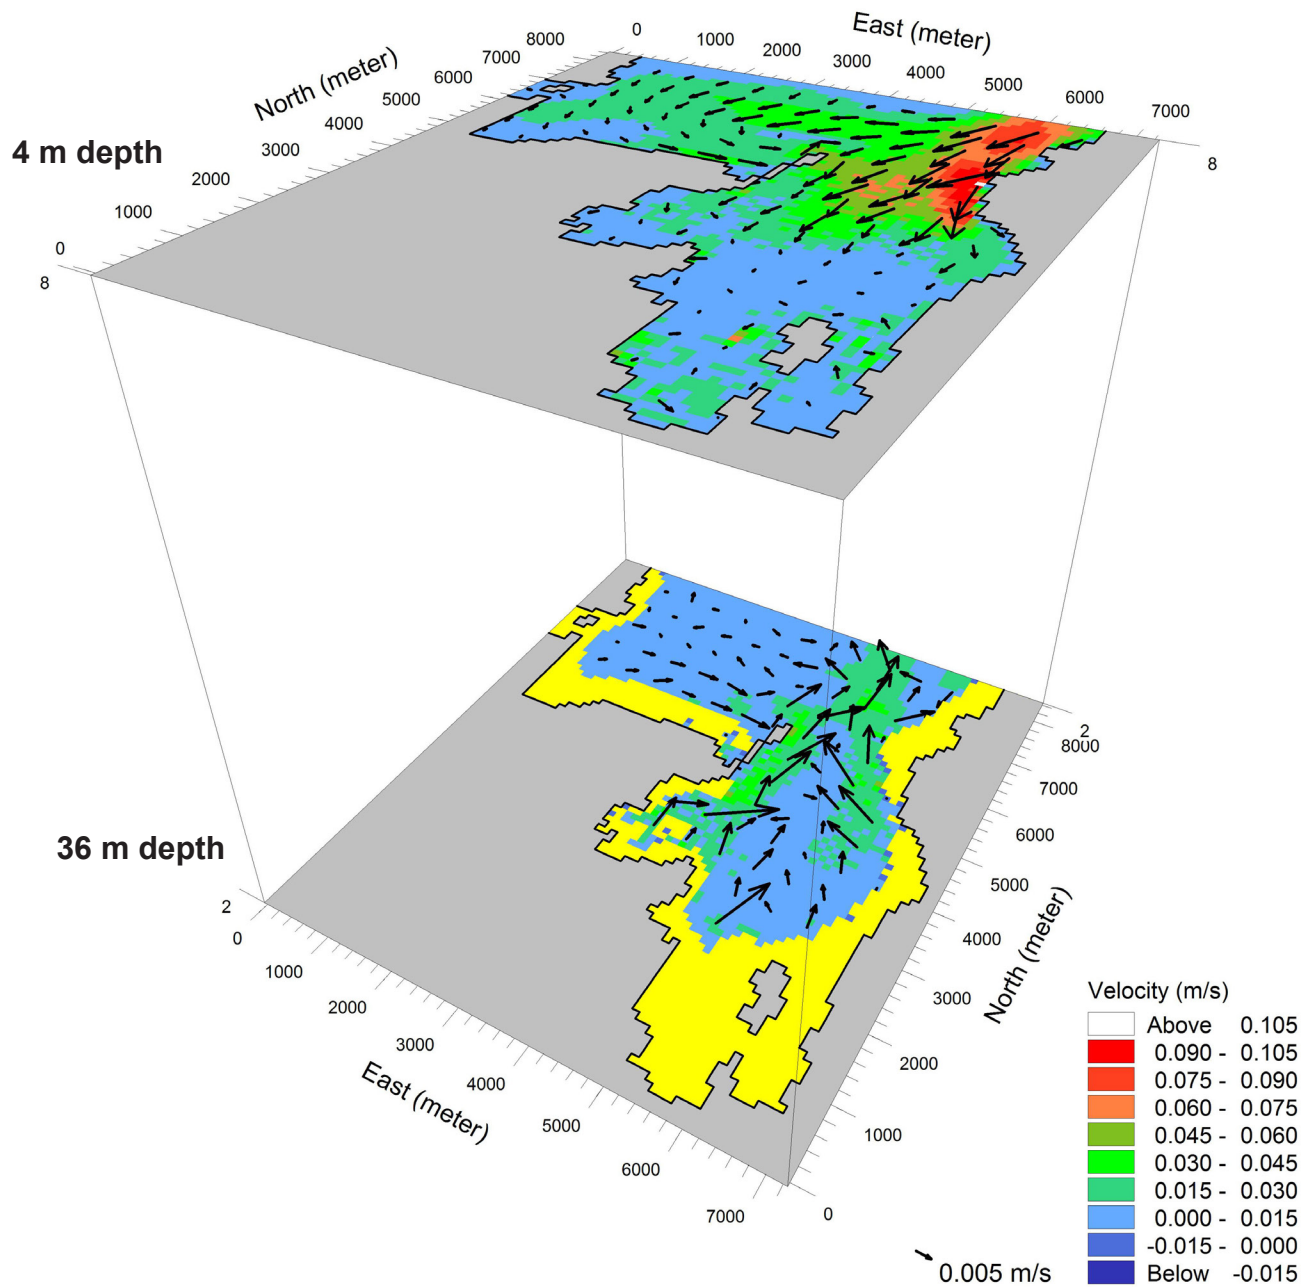 East (meter)
0
1000
2000
3000
4000
5000
6000
7000
8
North (meter)
8000
7000
6000
5000
4000
3000
2000
1000
0
8
4 m depth
36 m depth
2
0
1000
2000
3000
4000
5000
6000
7000
East (meter)
2
8000
7000
6000
5000
4000
3000
2000
1000
0
North (meter)
Velocity (m/s)
Above 0.105
0.090 - 0.105
0.075 - 0.090
0.060 - 0.075
0.045 - 0.060
0.030 - 0.045
0.015 - 0.030
0.000 - 0.015
-0.015 - 0.000
Below -0.015
0.005 m/s